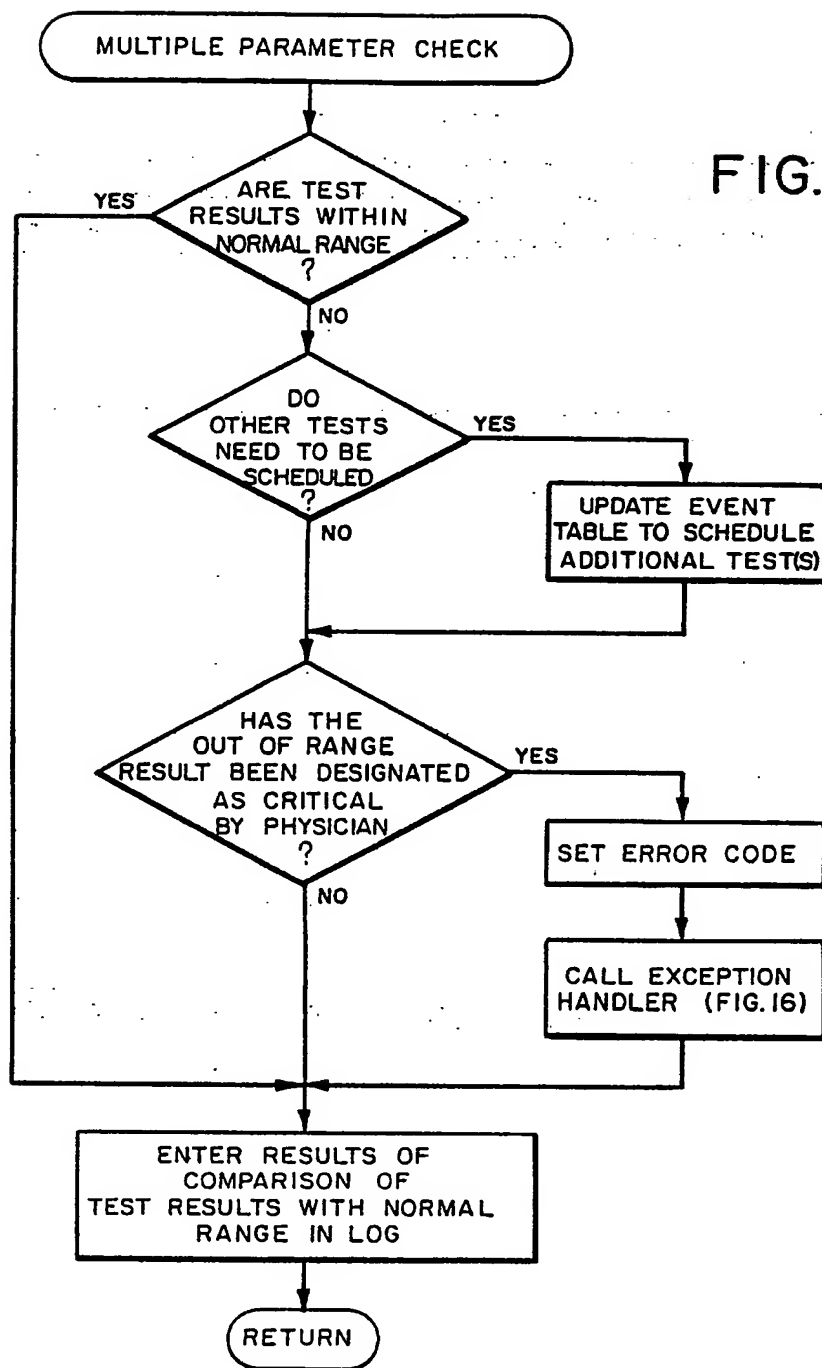 MULTIPLE PARAMETER CHECK
FIG.
YES
ARE TEST
RESULTS WITHIN
NORMAL RANGE
?
NO
DO
OTHER TESTS
NEED TO BE
SCHEDULED
?
YES
NO
UPDATE EVENT
TABLE TO SCHEDULE
ADDITIONAL TEST(S)
HAS THE
OUT OF RANGE
RESULT BEEN DESIGNATED
AS CRITICAL
BY PHYSICIAN
?
YES
NO
SET ERROR CODE
CALL EXCEPTION
HANDLER (FIG.16)
ENTER RESULTS OF
COMPARISON OF
TEST RESULTS WITH NORMAL
RANGE IN LOG
RETURN